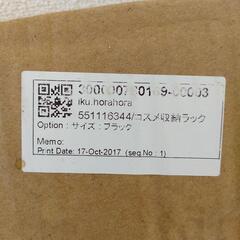 iku.horahora
551116344/コスメ収納ラック
Option : サイズ : ブラック
Memo:
Print Date: 17-Oct-2017 (seq No : 1)